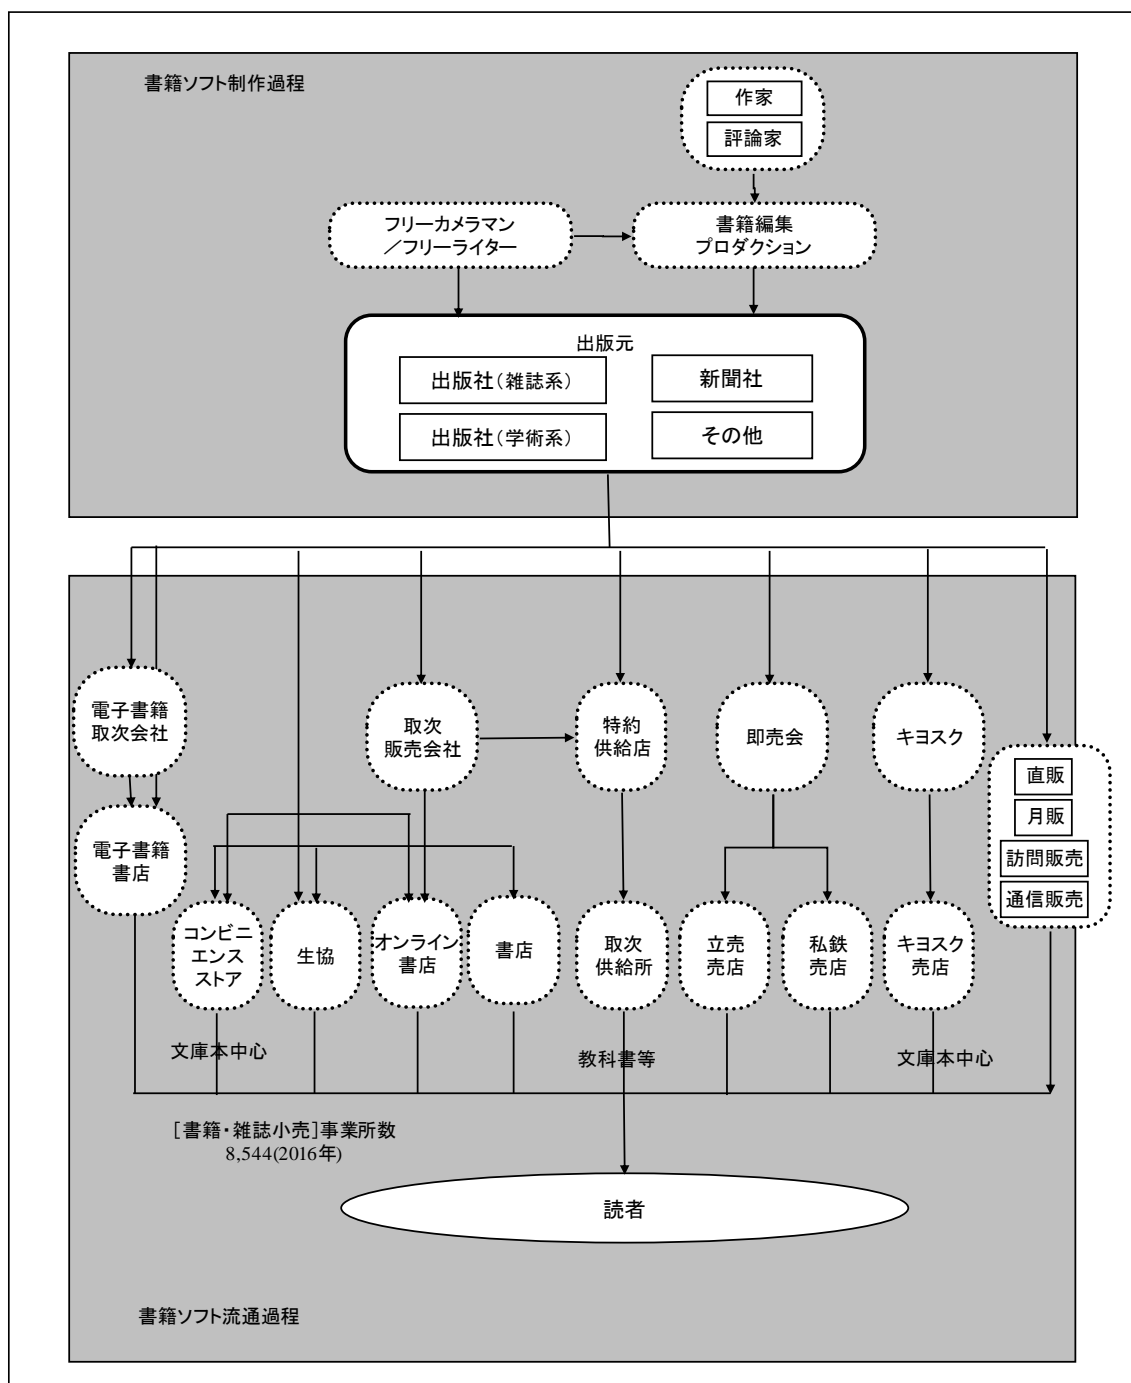 書籍ソフト制作過程
作家
評論家
フリーカメラマン
／フリーライター
書籍編集
プロダクション
出版元
出版社（雑誌系）
新聞社
出版社（学術系）
その他
電子書籍
取次会社
取次
販売会社
特約
供給店
即売会
キヨスク
直販
月販
訪問販売
通信販売
電子書籍
書店
コンビニ
エンス
ストア
生協
オンライン
書店
書店
取次
供給所
立売
売店
私鉄
売店
キヨスク
売店
文庫本中心
教科書等
文庫本中心
［書籍・雑誌小売］事業所数
8,544(2016年)
読者
書籍ソフト流通過程